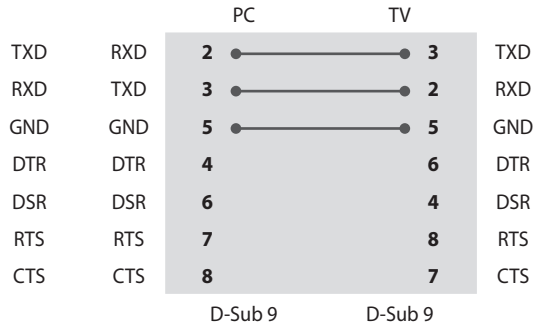 PC TV
TXD RXD 2 3 TXD
RXD TXD 3 2 RXD
GND GND 5 5 GND
DTR DTR 4 6 DTR
DSR DSR 6 4 DSR
RTS RTS 7 8 RTS
CTS CTS 8 7 CTS
D-Sub 9 D-Sub 9